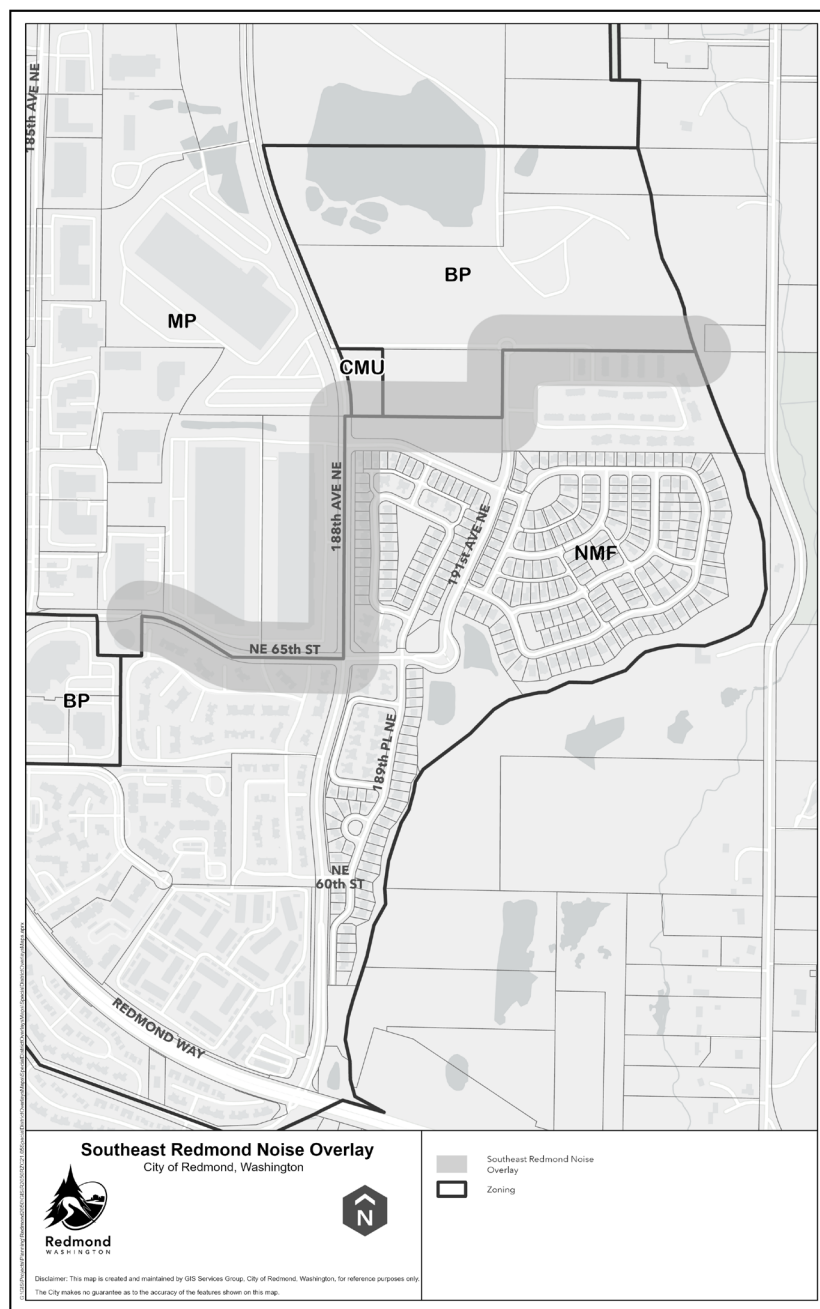 185th AVE NE
BP
MP
CMU
188th AVE NE
191st AVE NE
NMF
NE 65th ST
BP
189th PL NE
NE
60th ST
REDMOND WAY
Southeast Redmond Noise Overlay
City of Redmond, Washington
Redmond
WASHINGTON
N
Disclaimer: This map is created and maintained by GIS Services Group, City of Redmond, Washington, for reference purposes only.
The City makes no guarantee as to the accuracy of the features shown on this map.
Southeast Redmond Noise
Overlay
Zoning